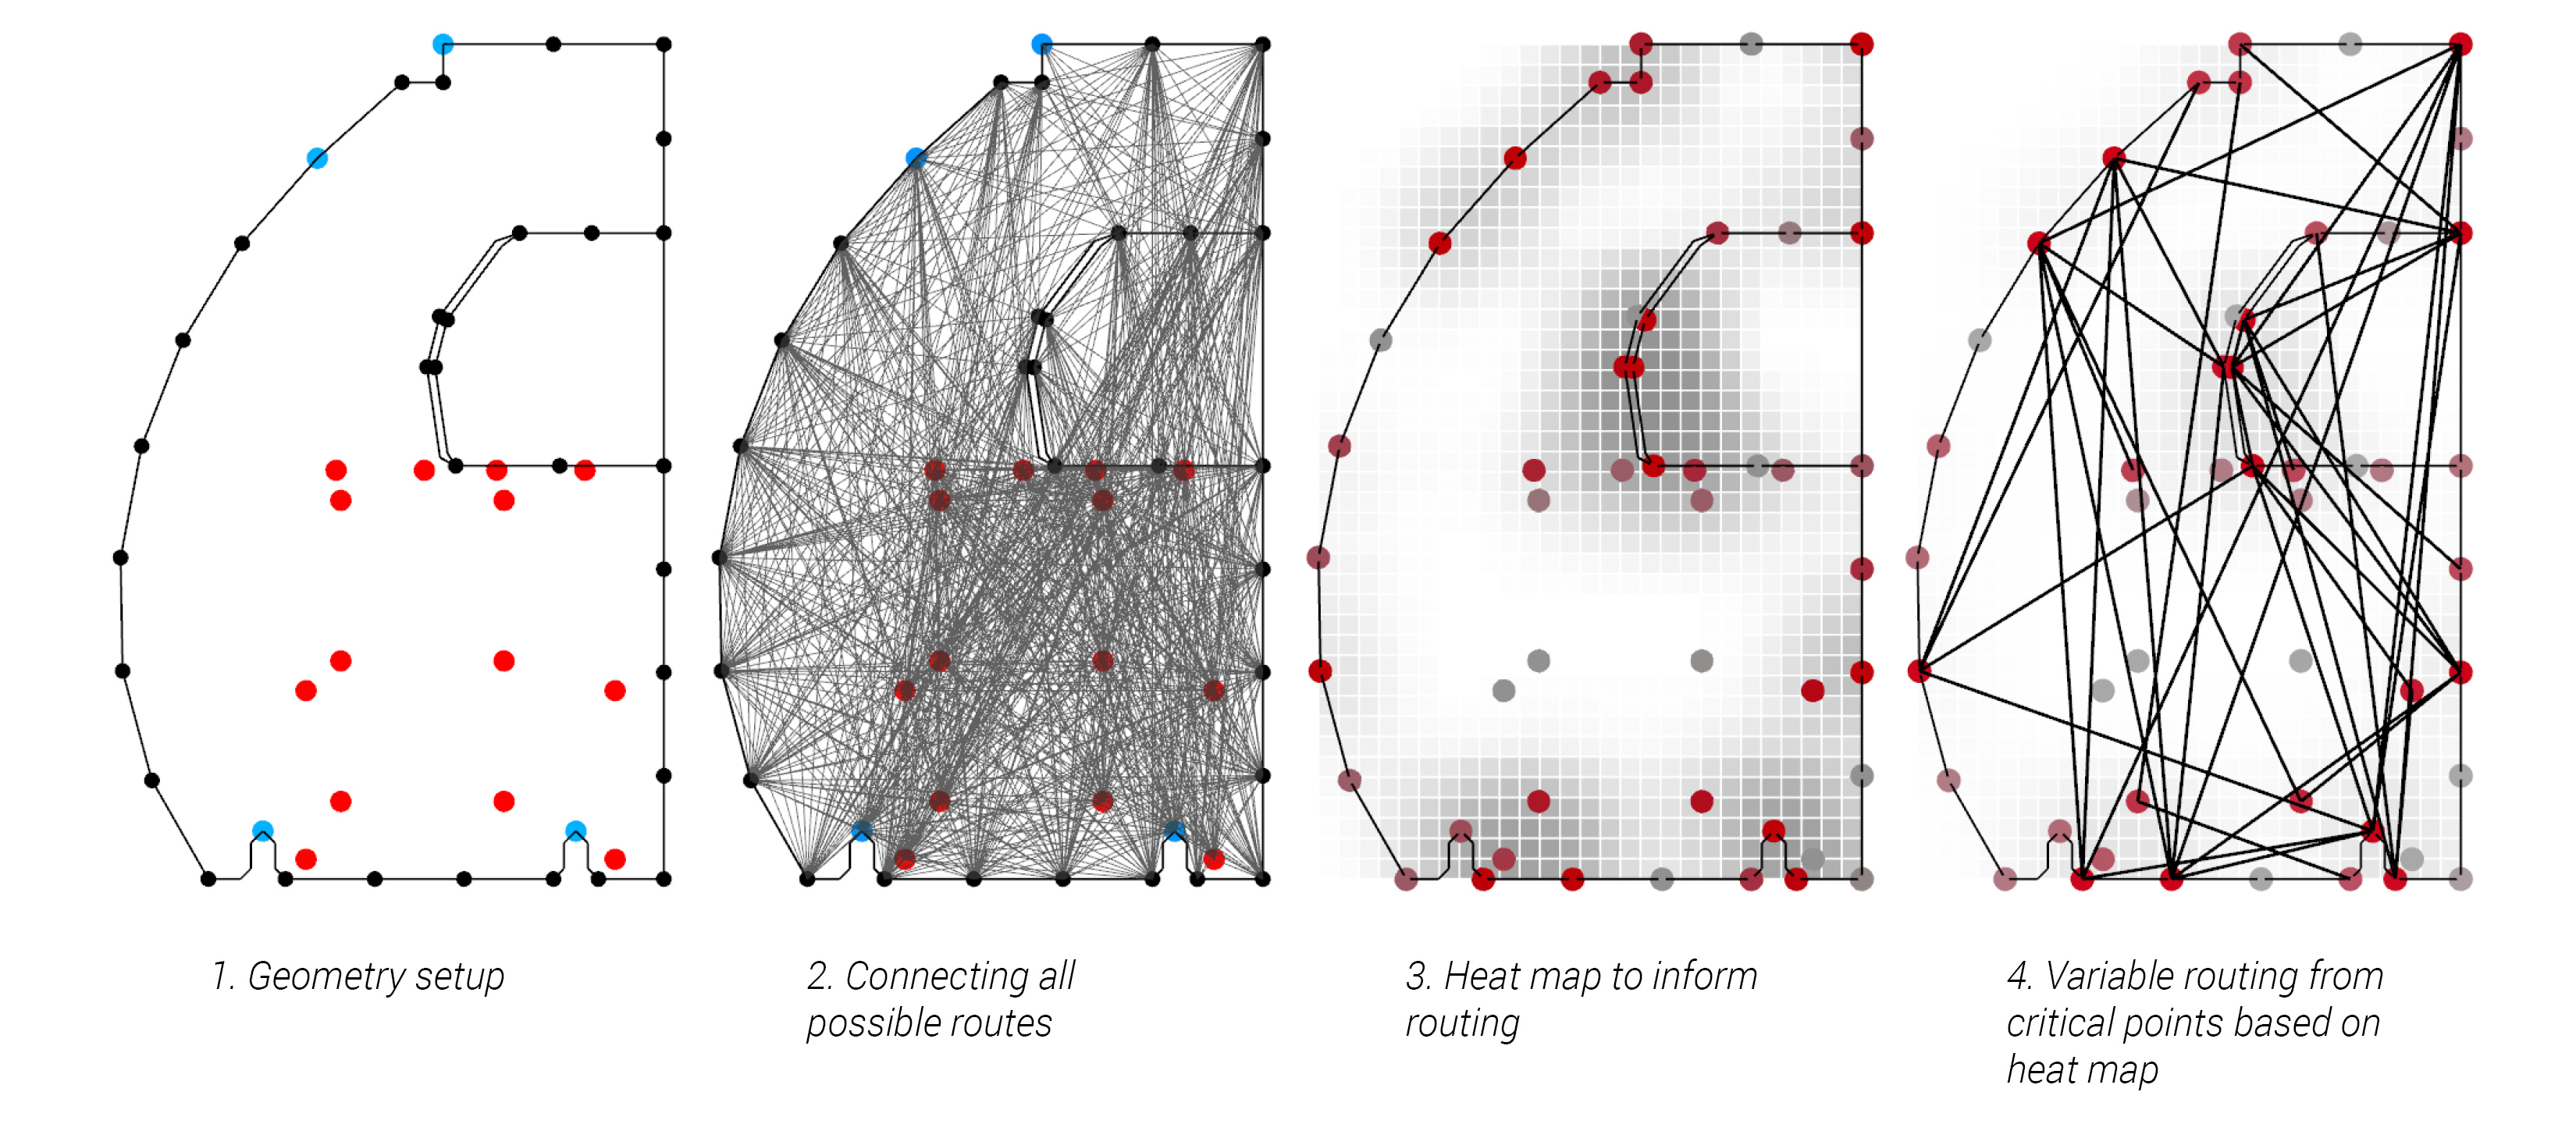 1. Geometry setup
2. Connecting all
possible routes
3. Heat map to inform
routing
4. Variable routing from
critical points based on
heat map